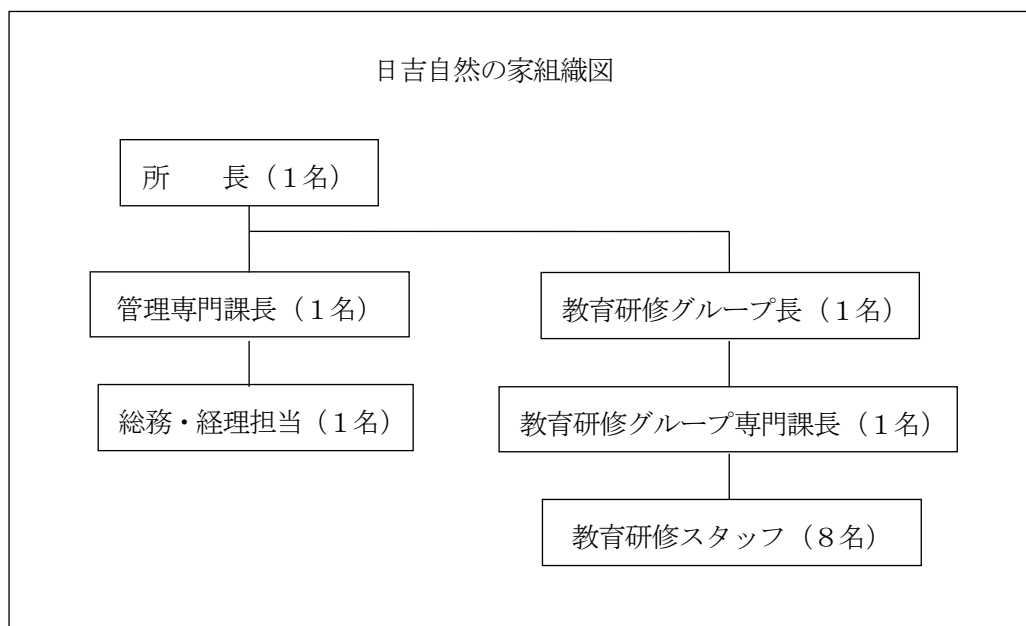 日吉自然の家組織図
所　　長（１名）
管理専門課長（１名）
教育研修グループ長（１名）
総務・経理担当（１名）
教育研修グループ専門課長（１名）
教育研修スタッフ（８名）